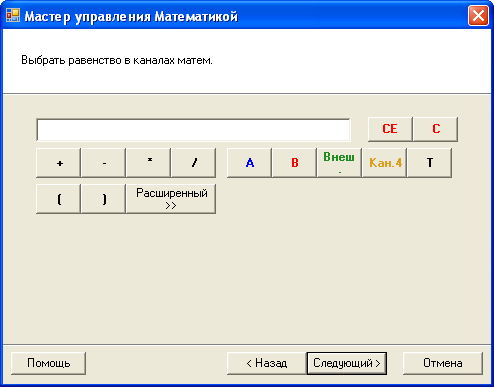 Мастер управления Математикой
Выбрать равенство в каналах матем.
CE C
+ - * / A B Внеш
. Кан.4 T
( ) Расширенный
>>
Помощь < Назад Следующий > Отмена